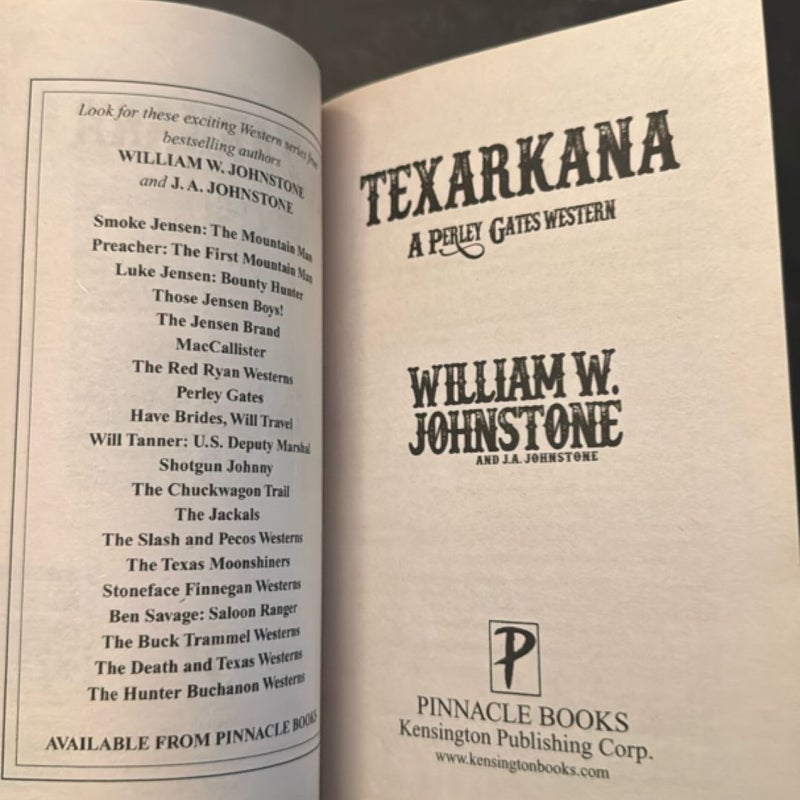 Look for these exciting Western series from
bestselling authors
WILLIAM W. JOHNSTONE
and J. A. JOHNSTONE
Smoke Jensen: The Mountain Man
Preacher: The First Mountain Man
Luke Jensen: Bounty Hunter
Those Jensen Boys!
The Jensen Brand
MacCallister
The Red Ryan Westerns
Perley Gates
Have Brides, Will Travel
Will Tanner: U.S. Deputy Marshal
Shotgun Johnny
The Chuckwagon Trail
The Jackals
The Slash and Pecos Westerns
The Texas Moonshiners
Stoneface Finnegan Westerns
Ben Savage: Saloon Ranger
The Buck Trammel Westerns
The Death and Texas Westerns
The Hunter Buchanon Westerns
AVAILABLE FROM PINNACLE BOOKS
TEXARKANA
A PERLEY GATES WESTERN
WILLIAM W.
JOHNSTONE
AND J.A. JOHNSTONE
P
PINNACLE BOOKS
Kensington Publishing Corp.
www.kensingtonbooks.com